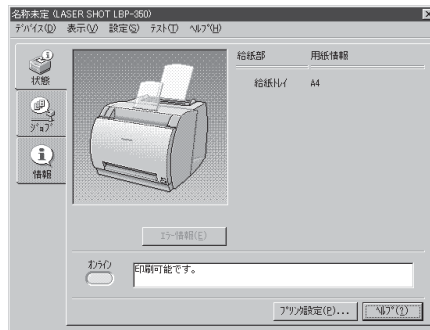 名称未定 (LASER SHOT LBP-350)
ﾃﾞﾊﾞｲｽ(D) 表示(V) 設定(S) ﾃｽﾄ(T) ﾍﾙﾌﾟ(H)
状態
ｼﾞｮﾌﾞ
情報
給紙部 用紙情報
給紙ﾄﾚｲ A4
ｴﾗｰ情報(E)
ｵﾝﾗｲﾝ
印刷可能です。
ﾌﾟﾘﾝﾀ設定(P)... ﾍﾙﾌﾟ(?)